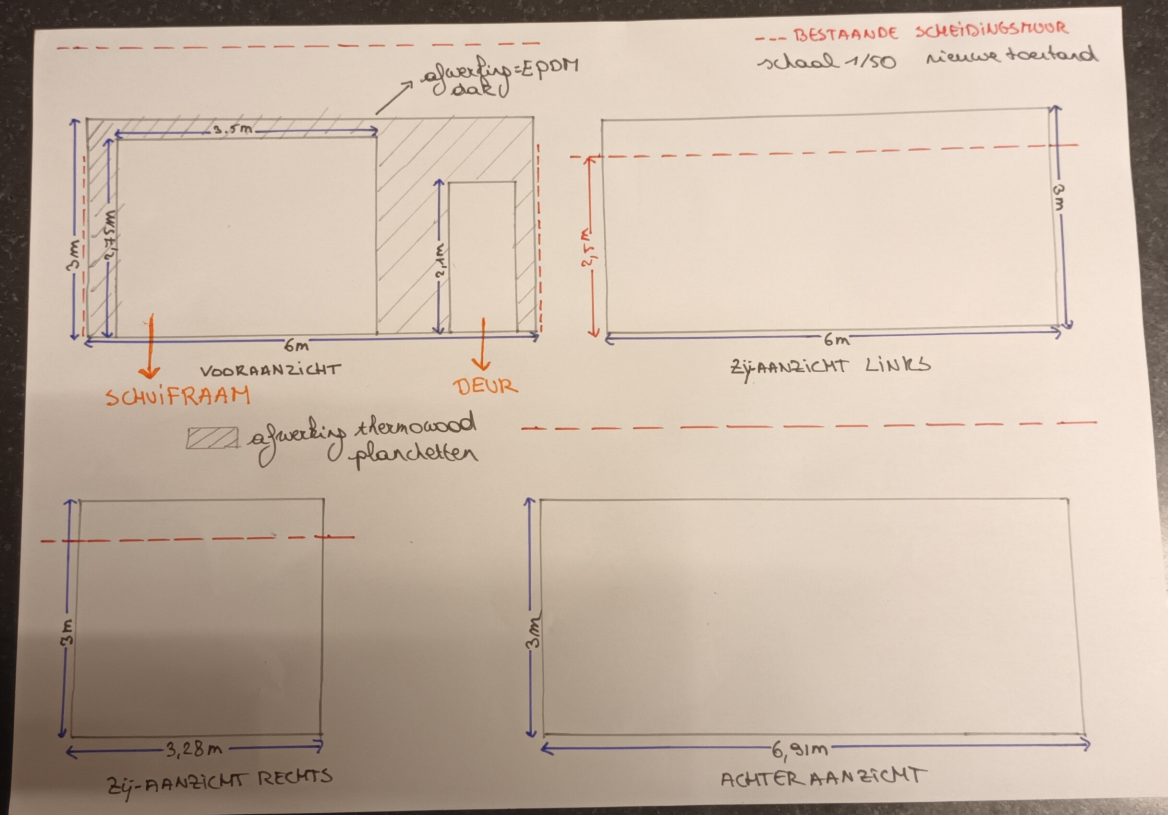 --- BESTAANDE SCHEIDINGSMUUR
schaal 1/50 nieuwe toestand
afwerking = EPDM
dak
3.5m
3m
2,75m
2,1m
6m
VOORAANZICHT
SCHUIFRAAM
DEUR
2,5m
3m
6m
Zij-AANZICHT LINKS
afwerking thermowood
planchetten
3m
3,28m
Zij-AANZICHT RECHTS
3m
6,91m
ACHTERAANZICHT